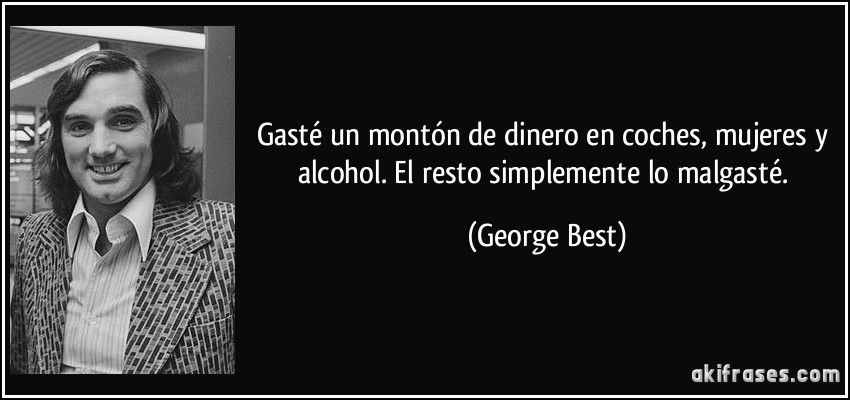 Gasté un montón de dinero en coches, mujeres y
alcohol. El resto simplemente lo malgasté.
(George Best)
akifrases.com